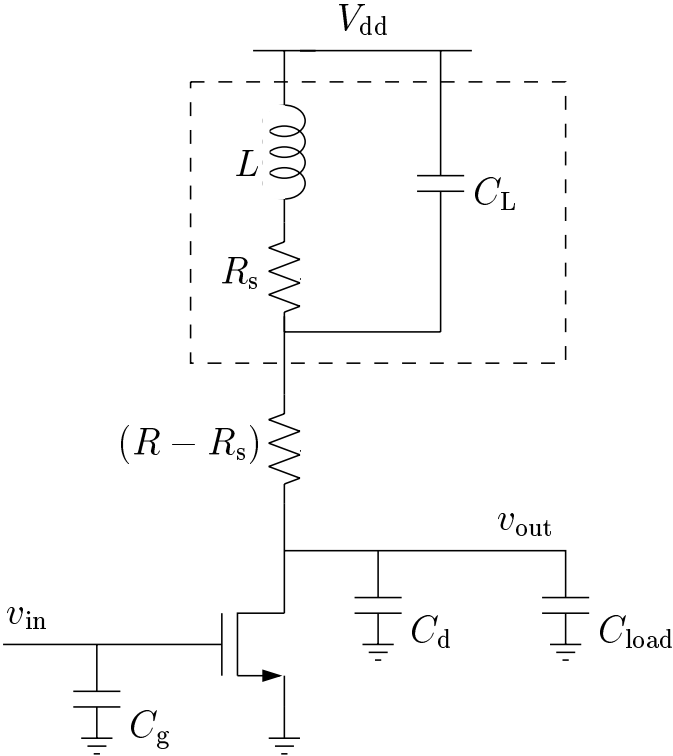 V_dd
L
C_L
R_s
(R − R_s)
v_out
v_in
C_d
C_load
C_g